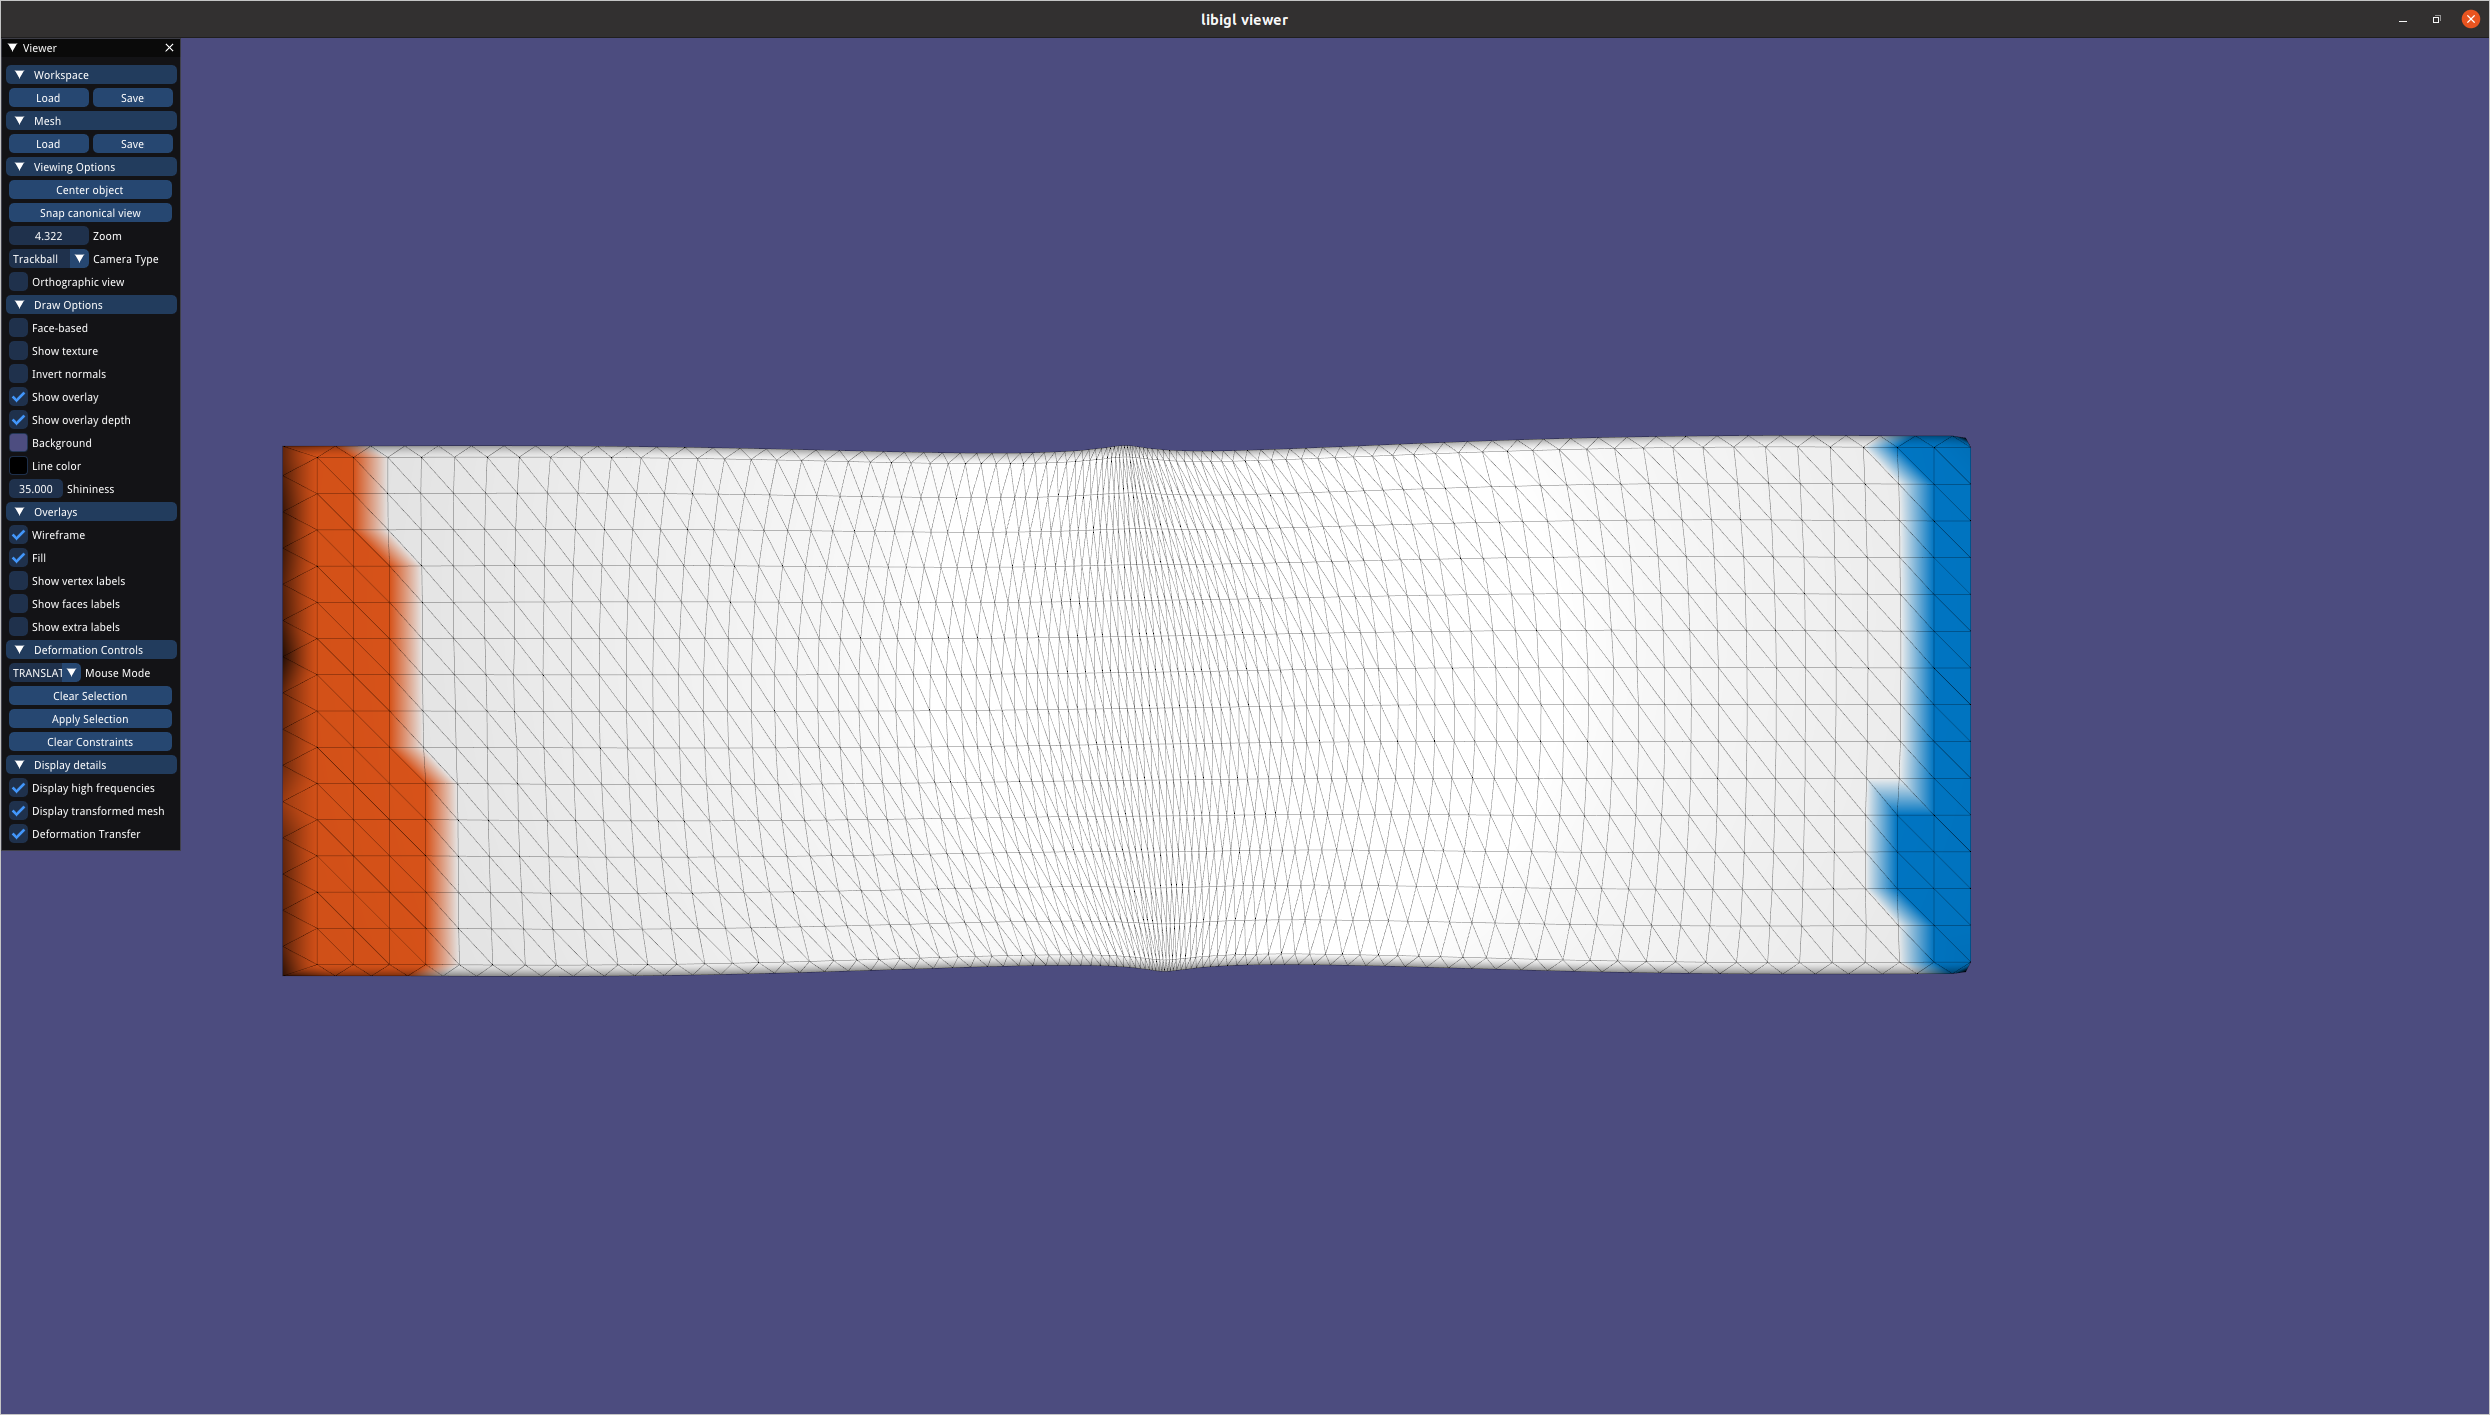 libigl viewer
Viewer
Workspace
Load Save
Mesh
Load Save
Viewing Options
Center object
Snap canonical view
4.322 Zoom
Trackball Camera Type
Orthographic view
Draw Options
Face-based
Show texture
Invert normals
Show overlay
Show overlay depth
Background
Line color
35.000 Shininess
Overlays
Wireframe
Fill
Show vertex labels
Show faces labels
Show extra labels
Deformation Controls
TRANSLAT Mouse Mode
Clear Selection
Apply Selection
Clear Constraints
Display details
Display high frequencies
Display transformed mesh
Deformation Transfer